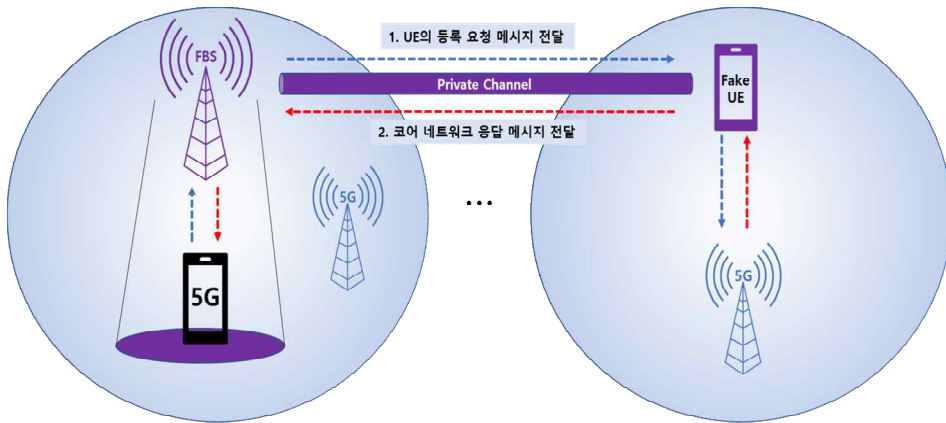 1. UE의 등록 요청 메시지 전달
FBS
Private Channel
Fake
UE
2. 코어 네트워크 응답 메시지 전달
5G
...
5G
5G